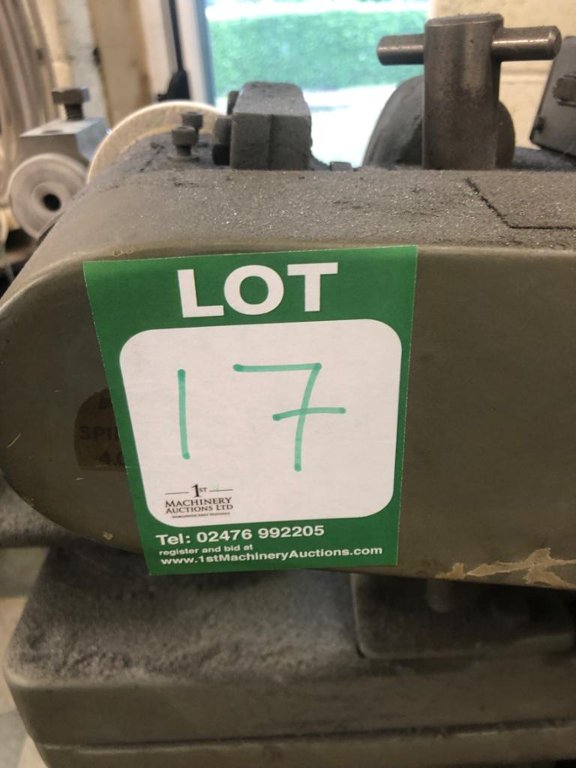 LOT
17
1ST
MACHINERY
AUCTIONS LTD
Tel: 02476 992205
register and bid at
www.1stMachineryAuctions.com